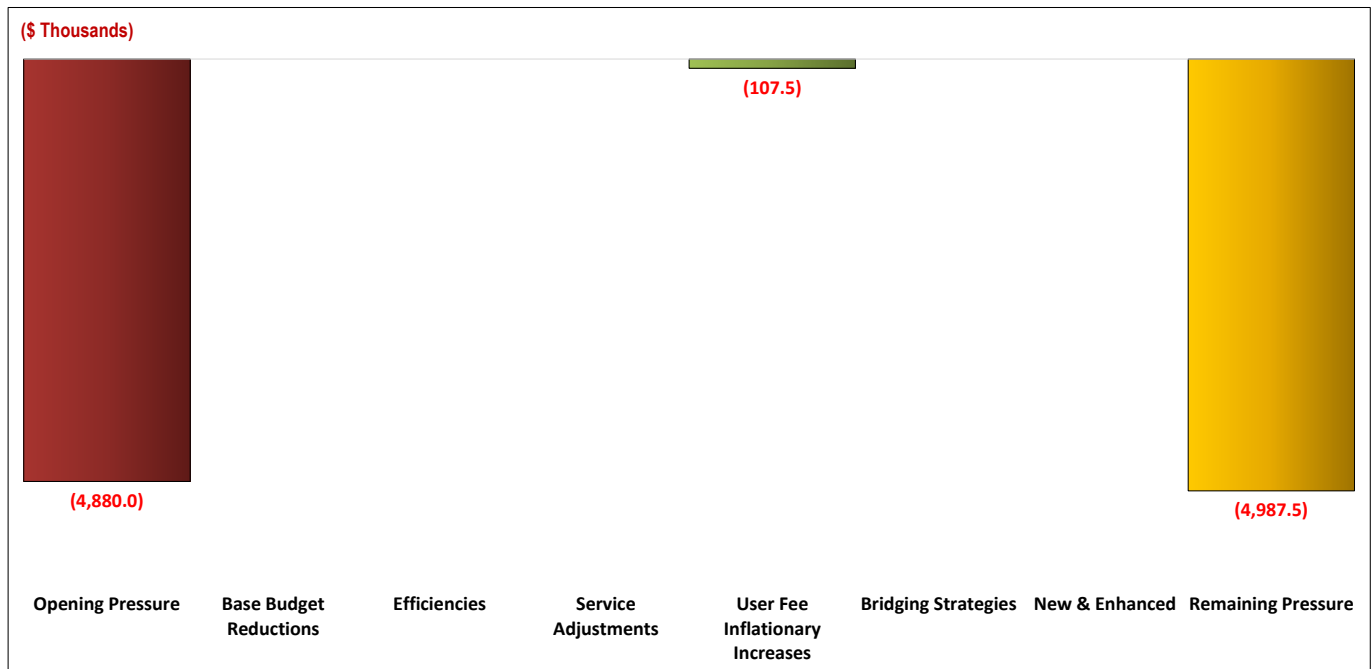 ($ Thousands)
(107.5)
(4,880.0)
(4,987.5)
Opening Pressure
Base Budget
Reductions
Efficiencies
Service
Adjustments
User Fee
Inflationary
Increases
Bridging Strategies
New & Enhanced
Remaining Pressure